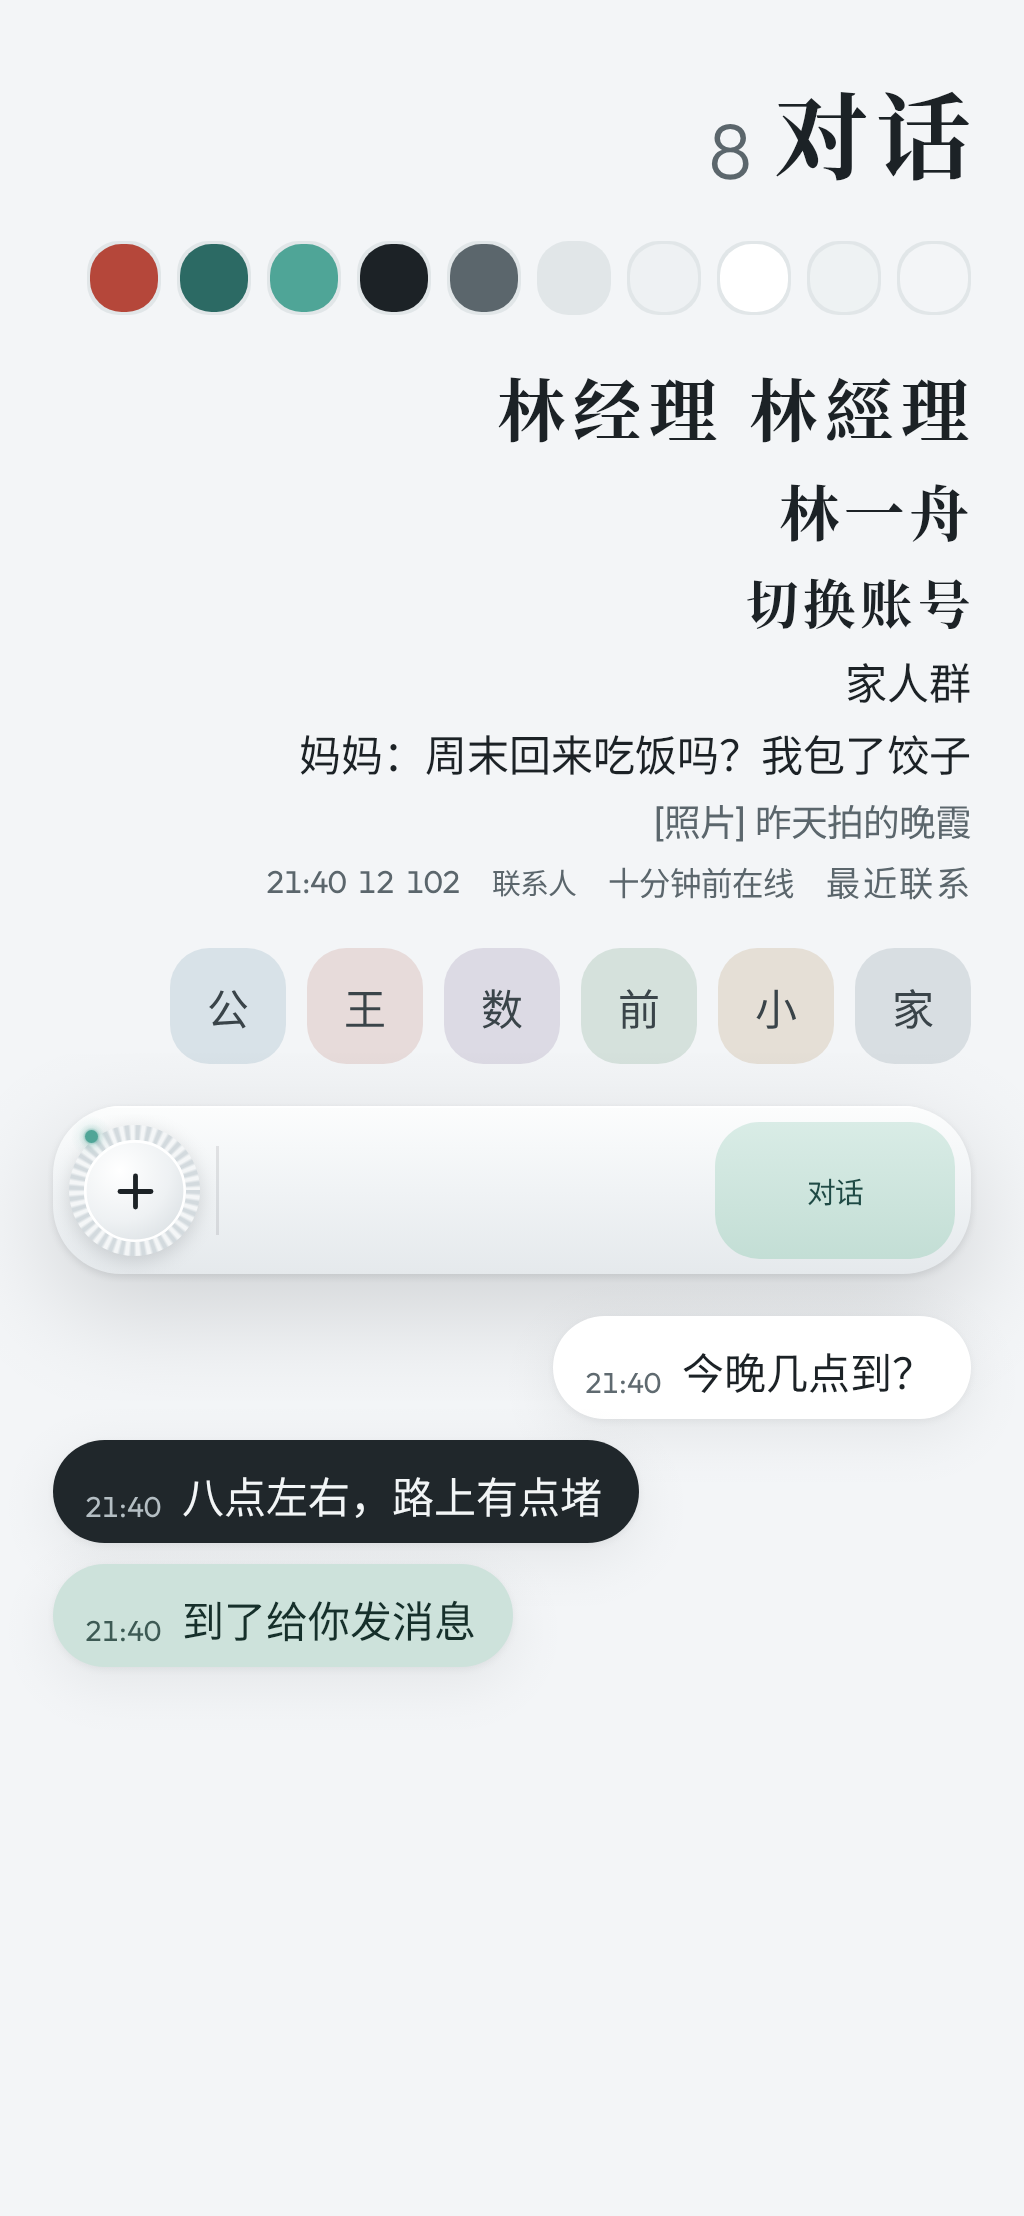 8 对话
林经理 林經理
林一舟
切换账号
家人群
妈妈：周末回来吃饭吗？我包了饺子
[照片] 昨天拍的晚霞
21:40 12 102 联系人 十分钟前在线 最近联系
公 王 数 前 小 家
对话
21:40 今晚几点到？
21:40 八点左右，路上有点堵
21:40 到了给你发消息